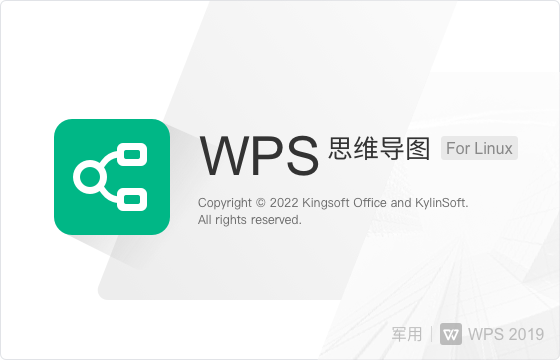 WPS 思维导图 For Linux
Copyright © 2022 Kingsoft Office and KylinSoft.
All rights reserved.
军用 | WPS 2019